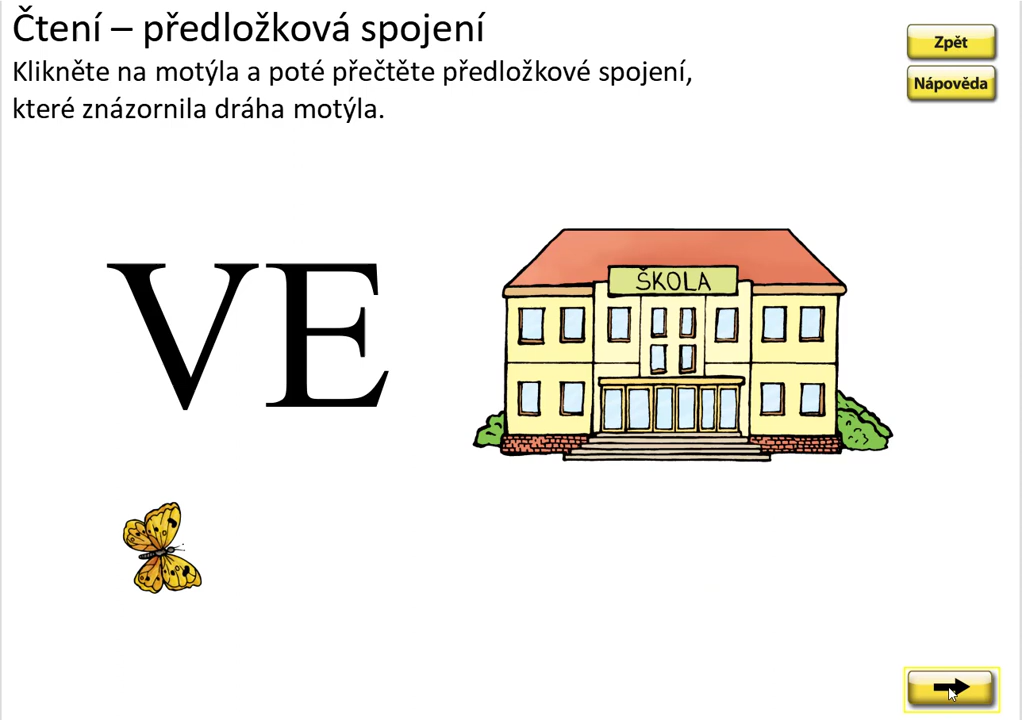 Čtení – předložková spojení
Klikněte na motýla a poté přečtěte předložkové spojení,
které znázornila dráha motýla.
Zpět
Nápověda
VE
ŠKOLA